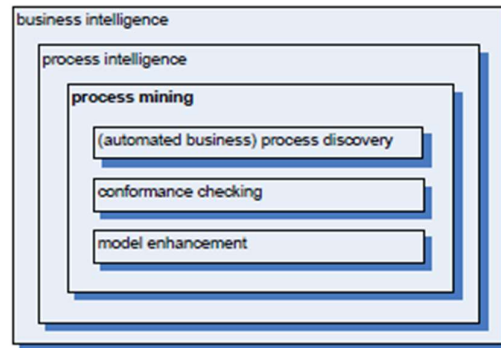 business intelligence
process intelligence
process mining
(automated business) process discovery
conformance checking
model enhancement